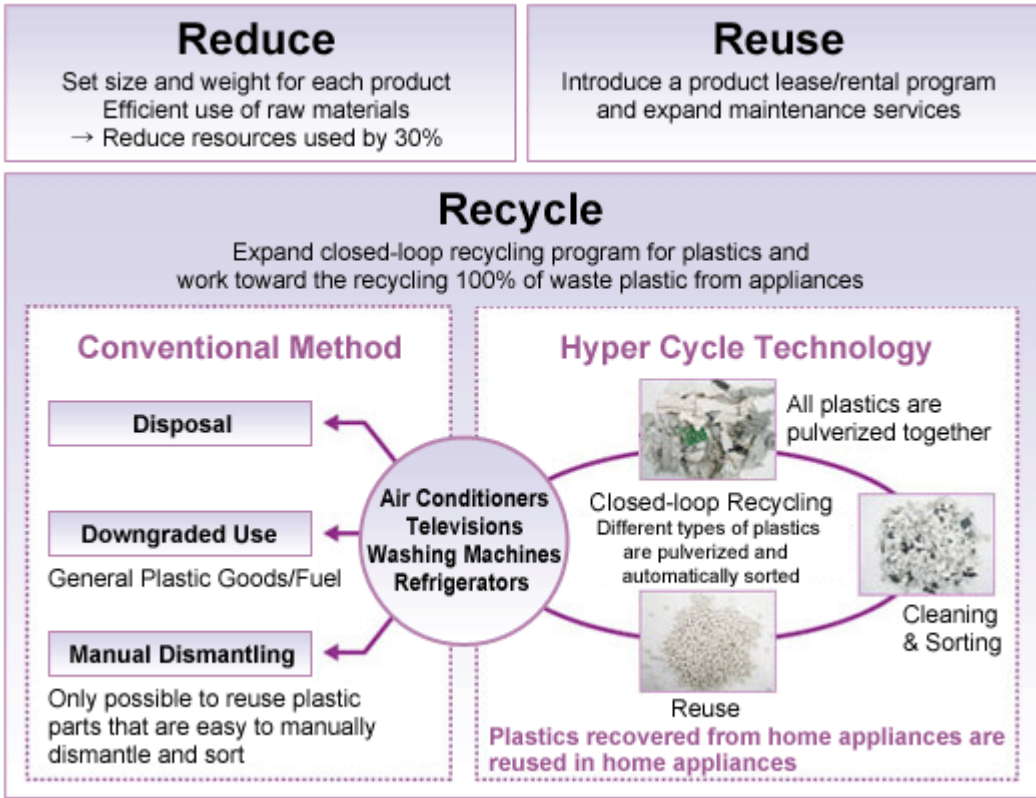 Reduce
Set size and weight for each product
Efficient use of raw materials
→ Reduce resources used by 30%
Reuse
Introduce a product lease/rental program
and expand maintenance services
Recycle
Expand closed-loop recycling program for plastics and
work toward the recycling 100% of waste plastic from appliances
Conventional Method
Disposal
Downgraded Use
General Plastic Goods/Fuel
Manual Dismantling
Only possible to reuse plastic
parts that are easy to manually
dismantle and sort
Air Conditioners
Televisions
Washing Machines
Refrigerators
Hyper Cycle Technology
All plastics are
pulverized together
Closed-loop Recycling
Different types of plastics
are pulverized and
automatically sorted
Cleaning
& Sorting
Reuse
Plastics recovered from home appliances are
reused in home appliances